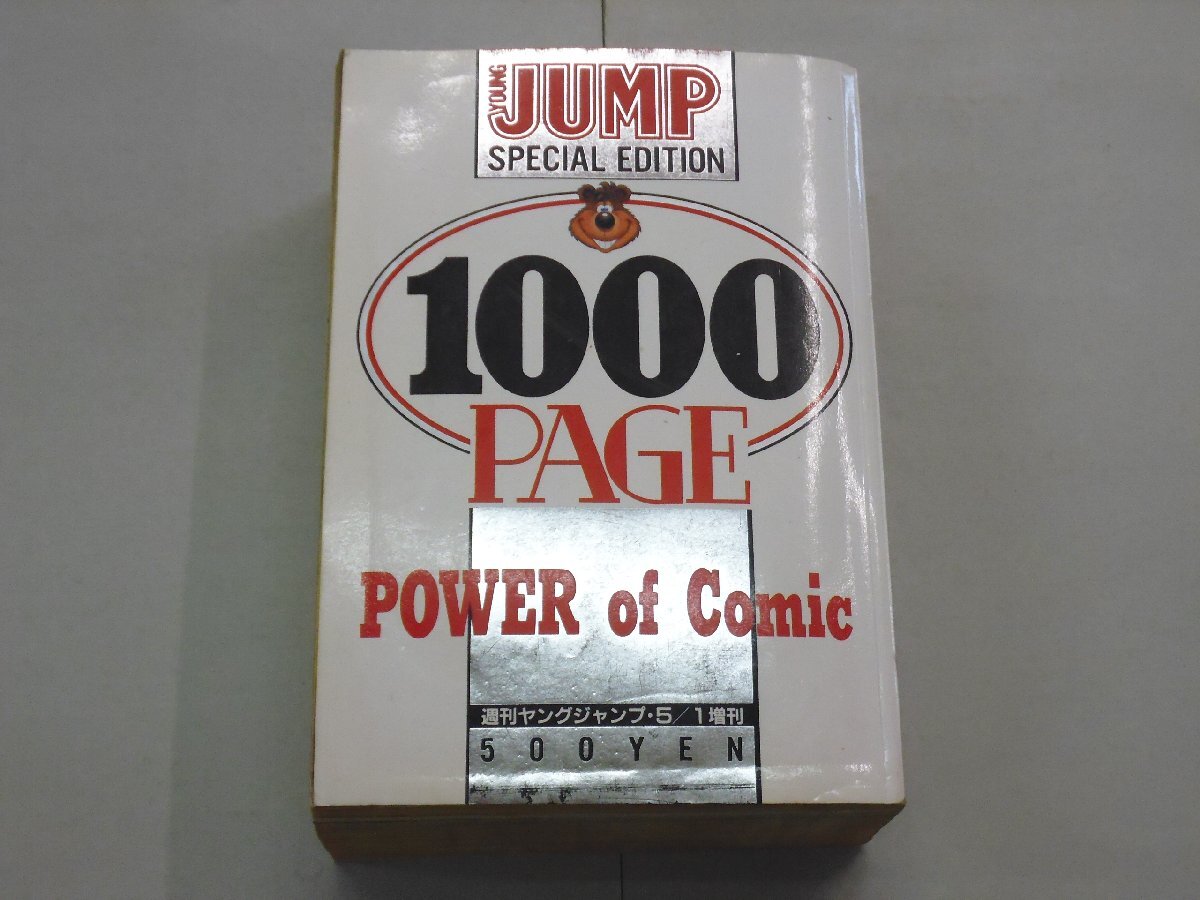 YOUNG
JUMP
SPECIAL EDITION
1000
PAGE
POWER of Comic
週刊ヤングジャンプ・5/1増刊
500YEN